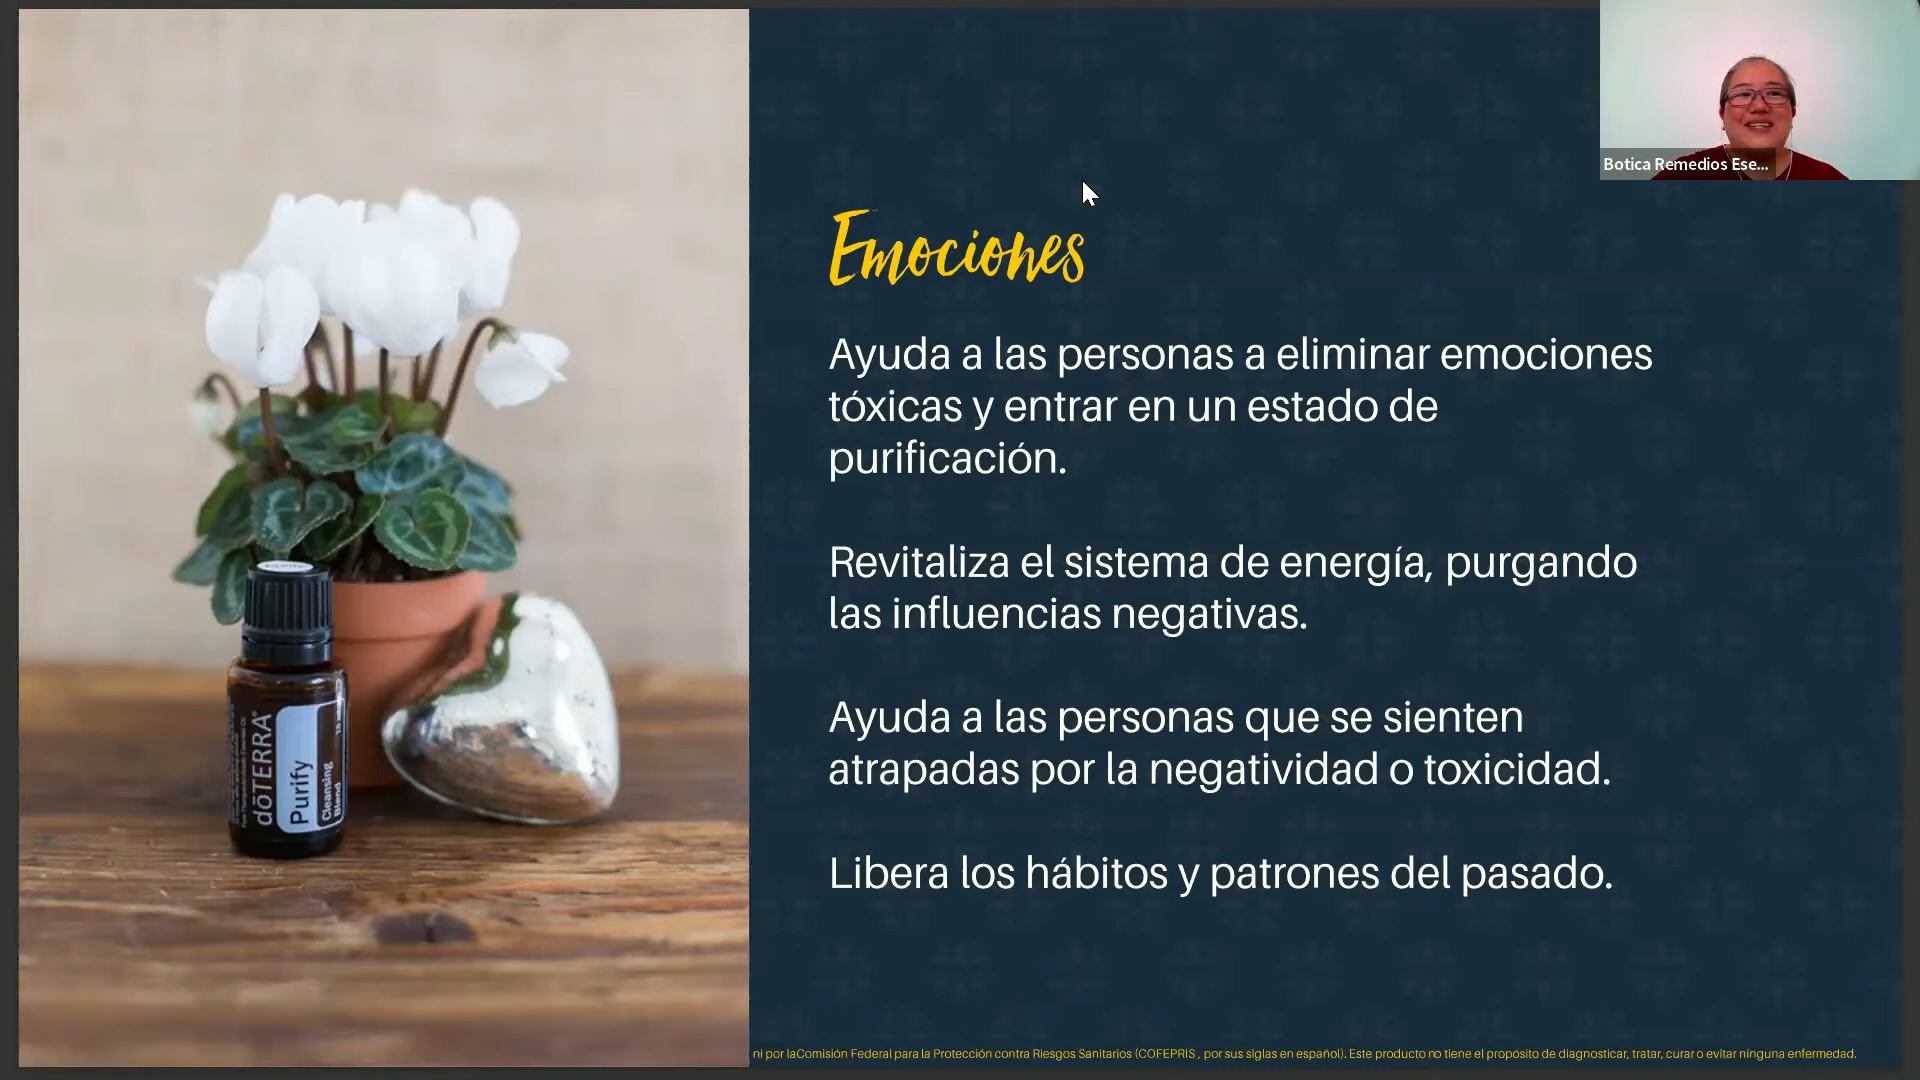 Botica Remedios Ese...
Emociones
Ayuda a las personas a eliminar emociones
tóxicas y entrar en un estado de
purificación.
Revitaliza el sistema de energía, purgando
las influencias negativas.
Ayuda a las personas que se sienten
atrapadas por la negatividad o toxicidad.
Libera los hábitos y patrones del pasado.
dōTERRA
Purify
Cleansing
Blend
ni por laComisión Federal para la Protección contra Riesgos Sanitarios (COFEPRIS , por sus siglas en español). Este producto no tiene el propósito de diagnosticar, tratar, curar o evitar ninguna enfermedad.